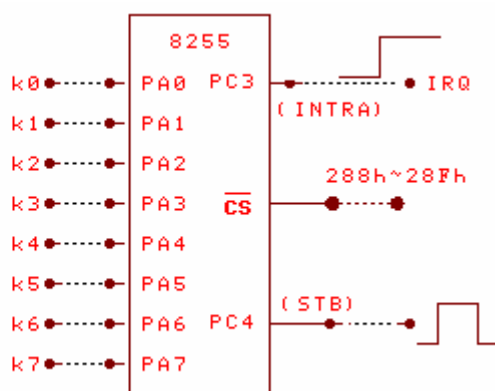 8255
k0 PA0 PC3 IRQ
(INTRA)
k1 PA1
k2 PA2
288h~28Fh
k3 PA3 CS
k4 PA4
k5 PA5
(STB)
k6 PA6 PC4
k7 PA7